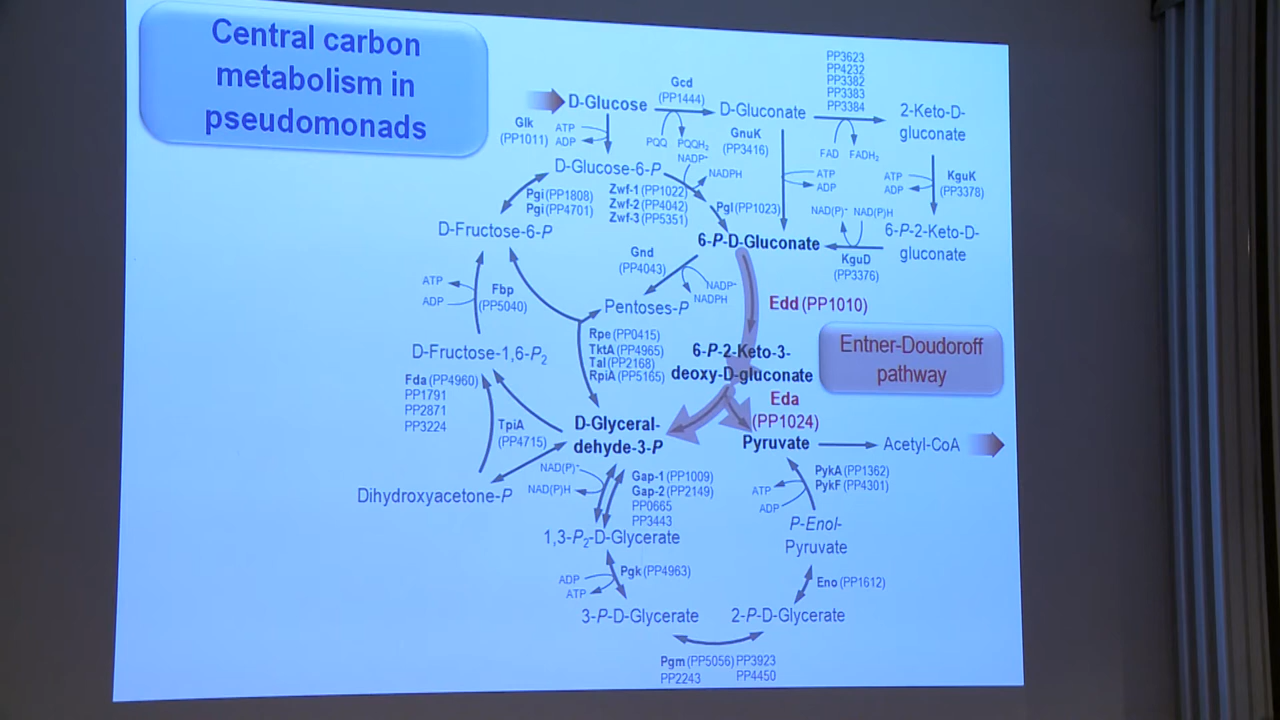 Central carbon
metabolism in
pseudomonads
D-Glucose
Gcd
(PP1444)
D-Gluconate
PP3623
PP4232
PP3382
PP3383
PP3384
2-Keto-D-
gluconate
Glk
(PP1011)
ATP
ADP
PQQ
PQQH2
GnuK
(PP3416)
FAD
FADH2
D-Glucose-6-P
NADP-
NADPH
ATP
ADP
ATP
ADP
KguK
(PP3378)
Pgi (PP1808)
Pgi (PP4701)
Zwf-1 (PP1022)
Zwf-2 (PP4042)
Zwf-3 (PP5351)
Pgl (PP1023)
NAD(P)-
NAD(P)H
D-Fructose-6-P
6-P-D-Gluconate
6-P-2-Keto-D-
gluconate
KguD
(PP3376)
Gnd
(PP4043)
NADP-
NADPH
ATP
ADP
Fbp
(PP5040)
Pentoses-P
Edd (PP1010)
Rpe (PP0415)
TktA (PP4965)
Tal (PP2168)
RpiA (PP5165)
6-P-2-Keto-3-
deoxy-D-gluconate
Entner-Doudoroff
pathway
D-Fructose-1,6-P2
Fda (PP4960)
PP1791
PP2871
PP3224
Eda
(PP1024)
TpiA
(PP4715)
D-Glyceral-
dehyde-3-P
Pyruvate
Acetyl-CoA
NAD(P)-
NAD(P)H
Gap-1 (PP1009)
Gap-2 (PP2149)
PP0665
PP3443
PykA (PP1362)
PykF (PP4301)
ATP
ADP
Dihydroxyacetone-P
1,3-P2-D-Glycerate
P-Enol-
Pyruvate
ADP
ATP
Pgk (PP4963)
Eno (PP1612)
3-P-D-Glycerate
2-P-D-Glycerate
Pgm (PP5056) PP3923
PP2243 PP4450